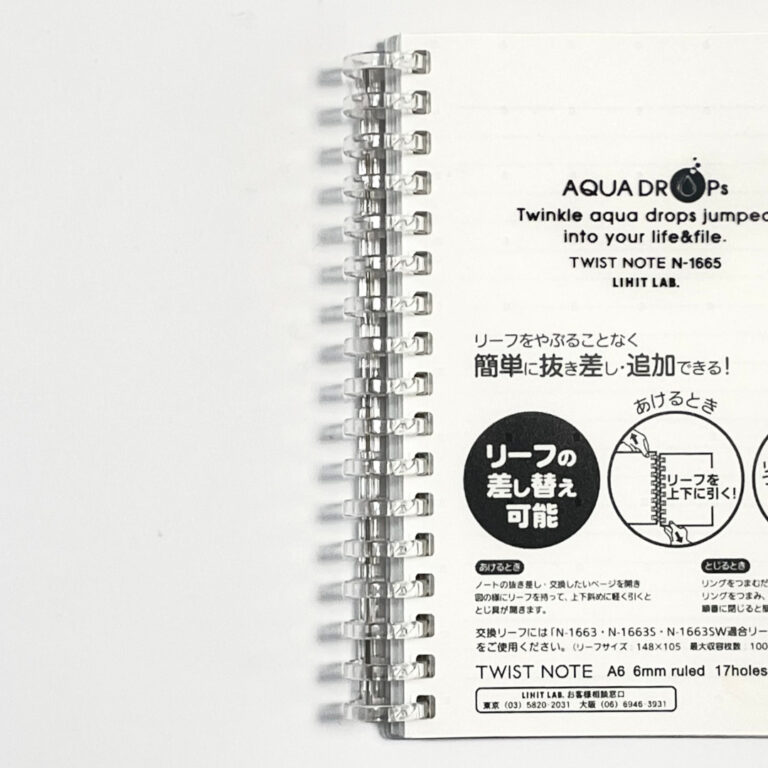 AQUA DROPs
Twinkle aqua drops jumped
into your life&file.
TWIST NOTE N-1665
LIHIT LAB.
リーフをやぶることなく
簡単に抜き差し・追加できる!
リーフの
差し替え
可能
あけるとき
リーフを
上下に引く!
あけるとき
ノートの抜き差し・交換したいページを開き
図の様にリーフを持って、上下斜めに軽く引くと
とじ具が開きます。
とじるとき
リングをつまむだ
リングをつまみ、
順番に閉じると
交換リーフには「N-1663・N-1663S・N-1663SW適合リー
をご使用ください。(リーフサイズ:148×105 最大収容枚数:100
TWIST NOTE A6 6mm ruled 17holes
LIHIT LAB. お客様相談窓口
東京 (03) 5820-2031 大阪 (06) 6946-3931